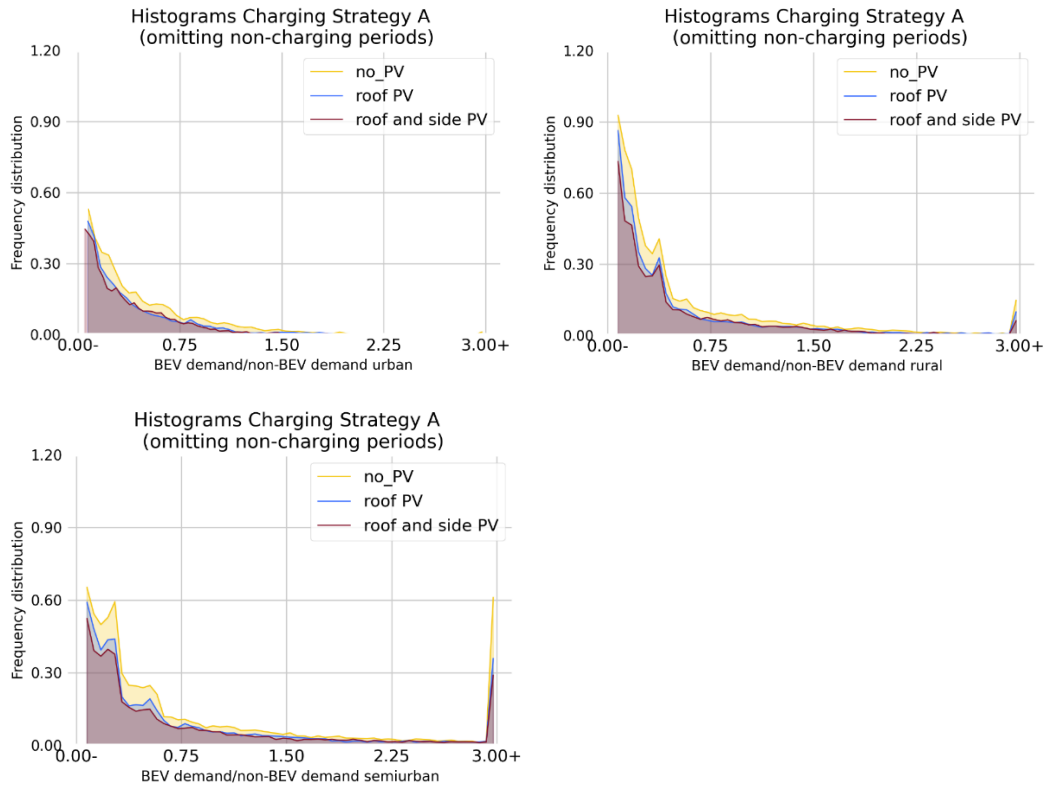 Histograms Charging Strategy A
(omitting non-charging periods)
1.20
0.90
0.60
0.30
0.00
Frequency distribution
no_PV
roof PV
roof and side PV
0.00-
0.75
1.50
2.25
3.00+
BEV demand/non-BEV demand urban
Histograms Charging Strategy A
(omitting non-charging periods)
1.20
0.90
0.60
0.30
0.00
Frequency distribution
no_PV
roof PV
roof and side PV
0.00-
0.75
1.50
2.25
3.00+
BEV demand/non-BEV demand rural
Histograms Charging Strategy A
(omitting non-charging periods)
1.20
0.90
0.60
0.30
0.00
Frequency distribution
no_PV
roof PV
roof and side PV
0.00-
0.75
1.50
2.25
3.00+
BEV demand/non-BEV demand semiurban